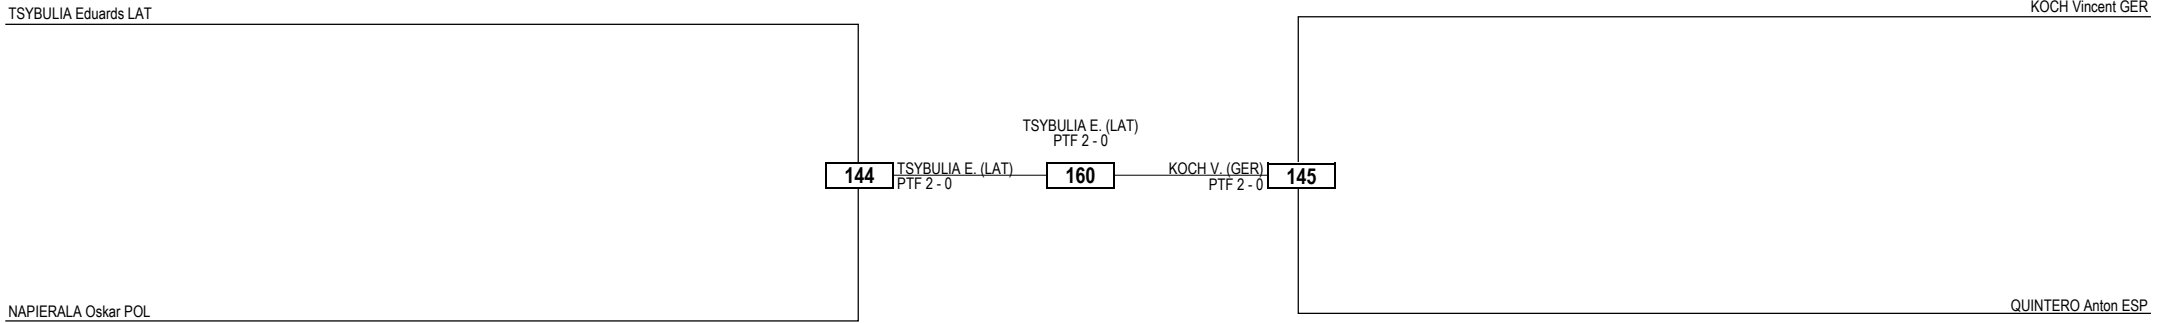 TSYBULIA Eduards LAT
KOCH Vincent GER
TSYBULIA E. (LAT)
PTF 2 - 0
144
TSYBULIA E. (LAT)
PTF 2 - 0
160
KOCH V. (GER)
PTF 2 - 0
145
NAPIERALA Oskar POL
QUINTERO Anton ESP